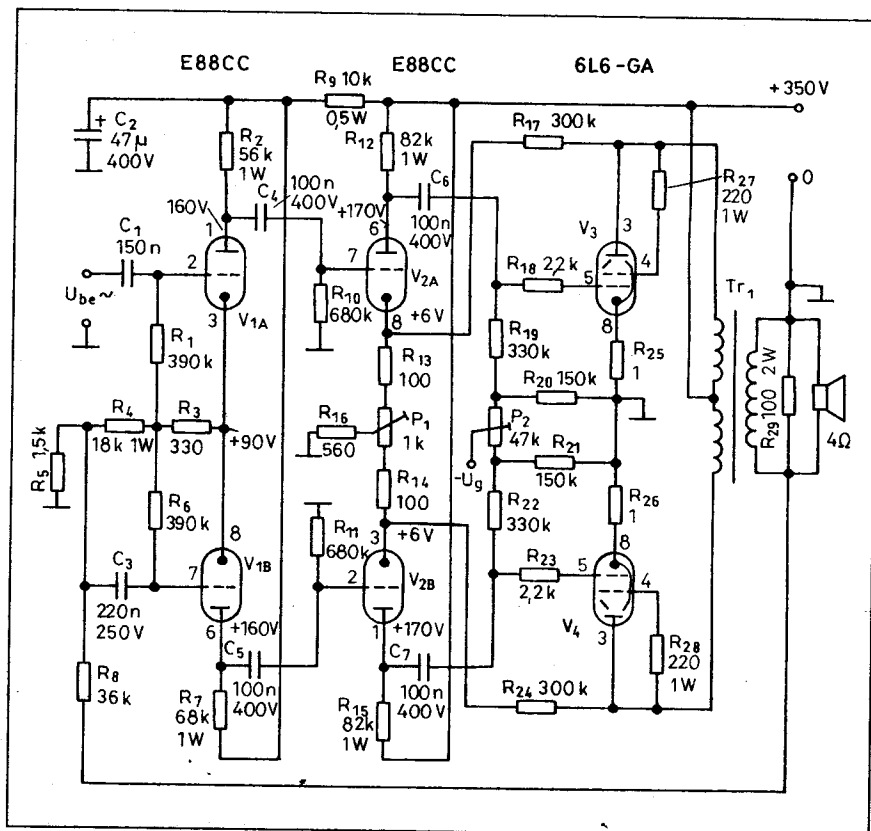 E88CC
E88CC
6L6-GA
+350V
R9 10k
0,5W
+ C2
47µ
400V
R2
56k
1W
R12
82k
1W
R17 300k
0
C4
100n
400V
C6
100n
400V
R27
220
1W
160V
1
+170V
6
V3
3
C1
150n
2
7
R18 2,2k
5
4
Ube~
3
V1A
R10
680k
V2A
8
+6V
8
Tr1
R1
390k
R13
100
R19
330k
R25
1
R4
18k 1W
R3
330
+90V
R16
560
P1
1k
R20 150k
P2
47k
-Ug
R21
150k
R29 100 2W
4Ω
R5 1,5k
R6
390k
R14
100
R22
330k
R26
1
8
R11
680k
3
+6V
8
C3
220n
250V
7
V1B
2
V2B
R23
2,2k
5
4
V4
3
6
+160V
1
+170V
C5
100n
400V
C7
100n
400V
R28
220
1W
R8
36k
R7
68k
1W
R15
82k
1W
R24 300k